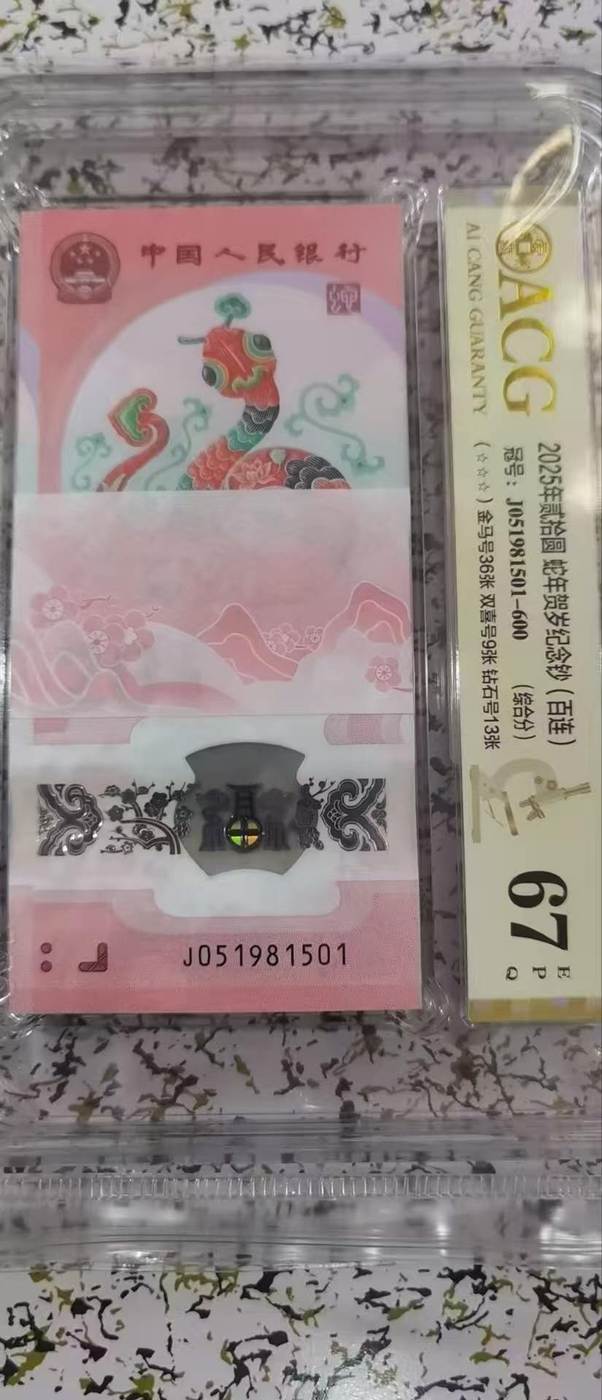 中国人民银行
J051981501
ACG
AI CANG GUARANTY
2025年贰拾圆 蛇年贺岁纪念钞（百连）
冠号：J051981501-600 （综合分）
（☆☆☆）金马号36张 双喜号9张 钻石号13张
67
E
P
Q